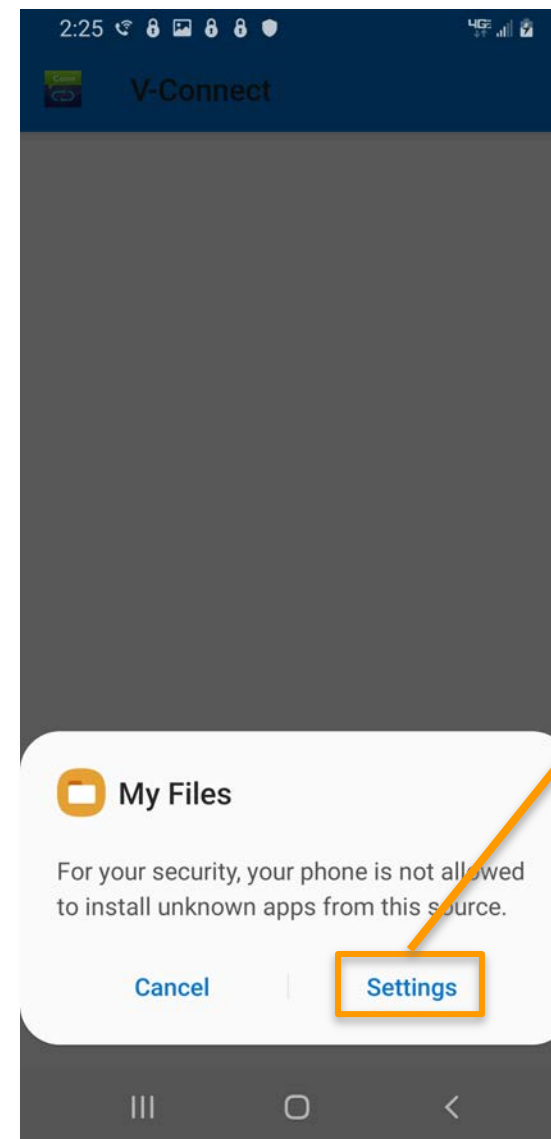 2:25
4GE
V-Connect
My Files
For your security, your phone is not allowed
to install unknown apps from this source.
Cancel
Settings